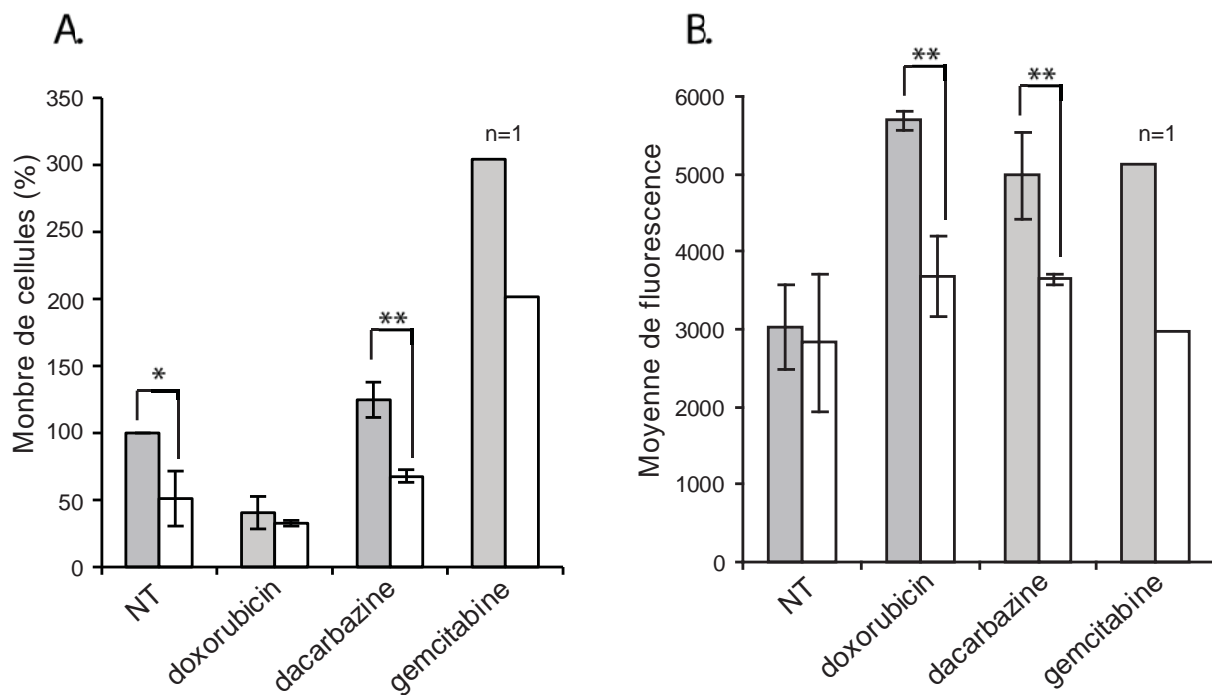 A.
Monbre de cellules (%)
350
300
250
200
150
100
50
0
*
**
n=1
NT
doxorubicin
dacarbazine
gemcitabine
B.
Moyenne de fluorescence
6000
5000
4000
3000
2000
1000
0
**
**
n=1
NT
doxorubicin
dacarbazine
gemcitabine